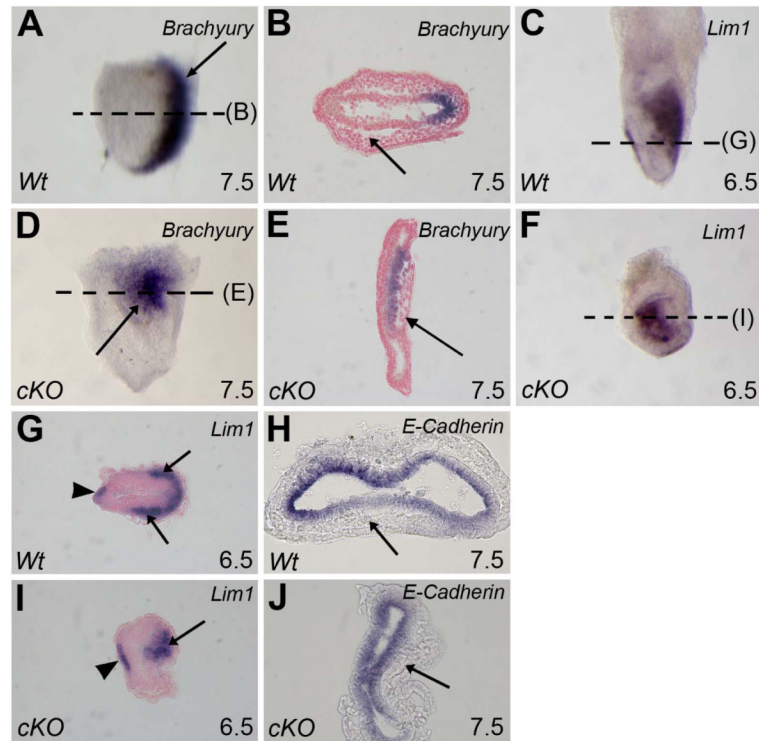 A Brachyury
(B)
Wt 7.5
B Brachyury
Wt 7.5
C Lim1
(G)
Wt 6.5
D Brachyury
(E)
cKO 7.5
E Brachyury
cKO 7.5
F Lim1
(I)
cKO 6.5
G Lim1
Wt 6.5
H E-Cadherin
Wt 7.5
I Lim1
cKO 6.5
J E-Cadherin
cKO 7.5